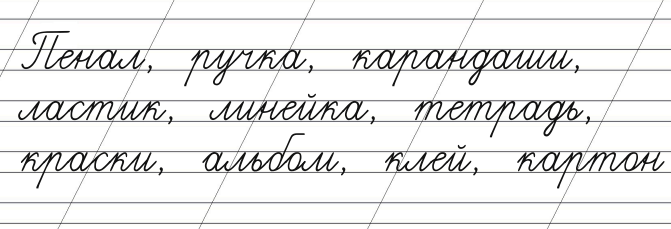 Пенал, ручка, карандаши,
ластик, линейка, тетрадь,
краски, альбом, клей, картон